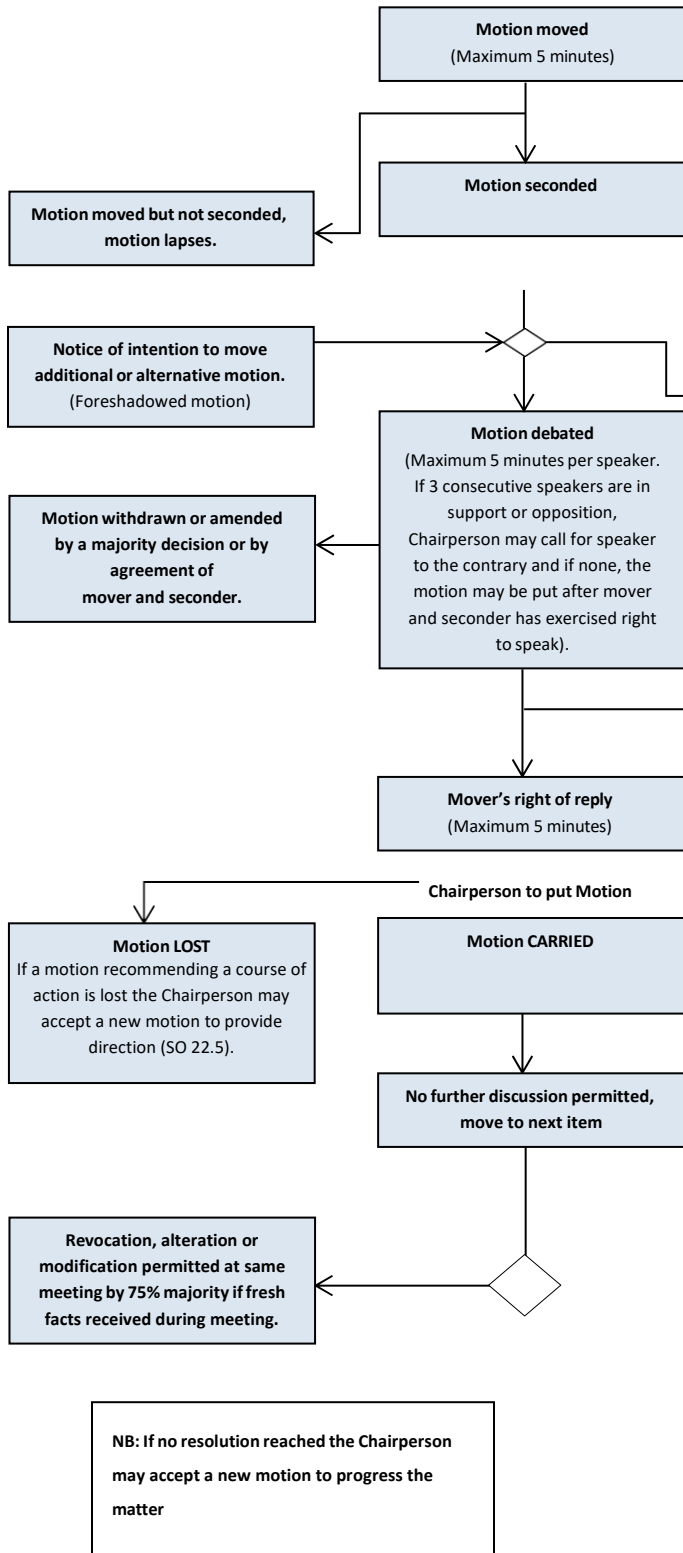 Motion moved
(Maximum 5 minutes)
Motion seconded
Motion moved but not seconded,
motion lapses.
Notice of intention to move
additional or alternative motion.
(Foreshadowed motion)
Motion debated
(Maximum 5 minutes per speaker.
If 3 consecutive speakers are in
support or opposition,
Chairperson may call for speaker
to the contrary and if none, the
motion may be put after mover
and seconder has exercised right
to speak).
Motion withdrawn or amended
by a majority decision or by
agreement of
mover and seconder.
Mover’s right of reply
(Maximum 5 minutes)
Chairperson to put Motion
Motion LOST
If a motion recommending a course of
action is lost the Chairperson may
accept a new motion to provide
direction (SO 22.5).
Motion CARRIED
No further discussion permitted,
move to next item
Revocation, alteration or
modification permitted at same
meeting by 75% majority if fresh
facts received during meeting.
NB: If no resolution reached the Chairperson
may accept a new motion to progress the
matter